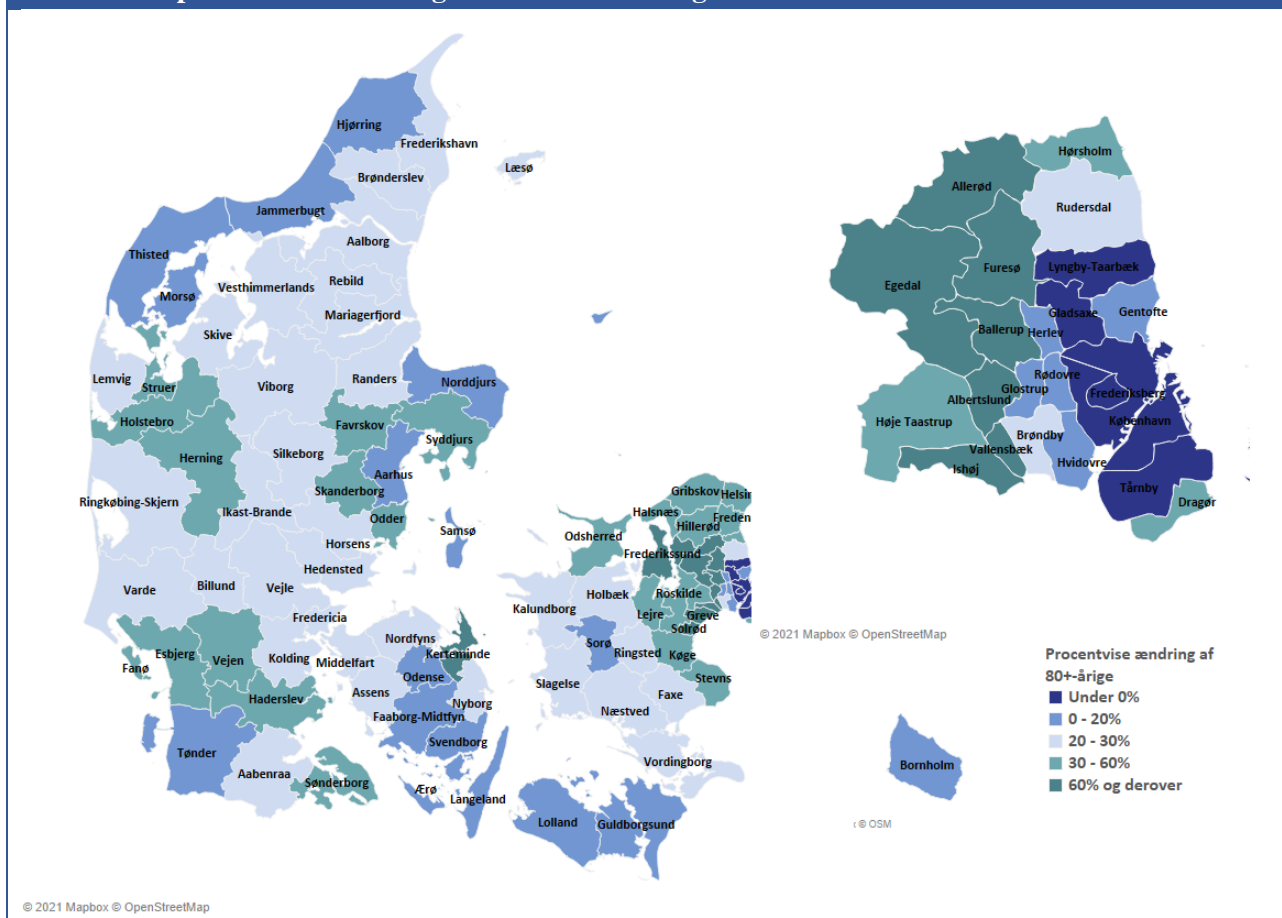 Hjørring
Frederikshavn
Læsø
Brønderslev
Jammerbugt
Aalborg
Thisted
Rebild
Vesthimmerlands
Morsø
Mariagerfjord
Skive
Lemvig
Struer
Viborg
Randers
Norddjurs
Holstebro
Favrskov
Syddjurs
Herning
Silkeborg
Aarhus
Skanderborg
Ringkøbing-Skjern
Ikast-Brande
Odder
Samsø
Horsens
Hedensted
Varde
Billund
Vejle
Fredericia
Nordfyns
Esbjerg
Vejen
Kolding
Middelfart
Kerteminde
Fanø
Odense
Assens
Haderslev
Nyborg
Faaborg-Midtfyn
Svendborg
Tønder
Aabenraa
Sønderborg
Ærø
Langeland
Gribskov
Helsin
Halsnæs
Hillerød
Freden
Odsherred
Frederikssund
Holbæk
Roskilde
Kalundborg
Lejre
Greve
Solrød
Sorø
Ringsted
Køge
Slagelse
Faxe
Stevns
Næstved
Vordingborg
Lolland
Guldborgsund
Hørsholm
Allerød
Rudersdal
Furesø
Lyngby-Taarbæk
Egedal
Gladsaxe
Gentofte
Ballerup
Herlev
Rødovre
Glostrup
Frederiksberg
Albertslund
Høje Taastrup
København
Brøndby
Vallensbæk
Hvidovre
Ishøj
Tårnby
Dragør
© 2021 Mapbox © OpenStreetMap
Procentvise ændring af
80+-årige
Under 0%
0 - 20%
20 - 30%
30 - 60%
60% og derover
Bornholm
© OSM
© 2021 Mapbox © OpenStreetMap